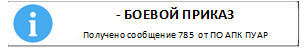 - БОЕВОЙ ПРИКАЗ
Получено сообщение 785 от ПО АПК ПУАР